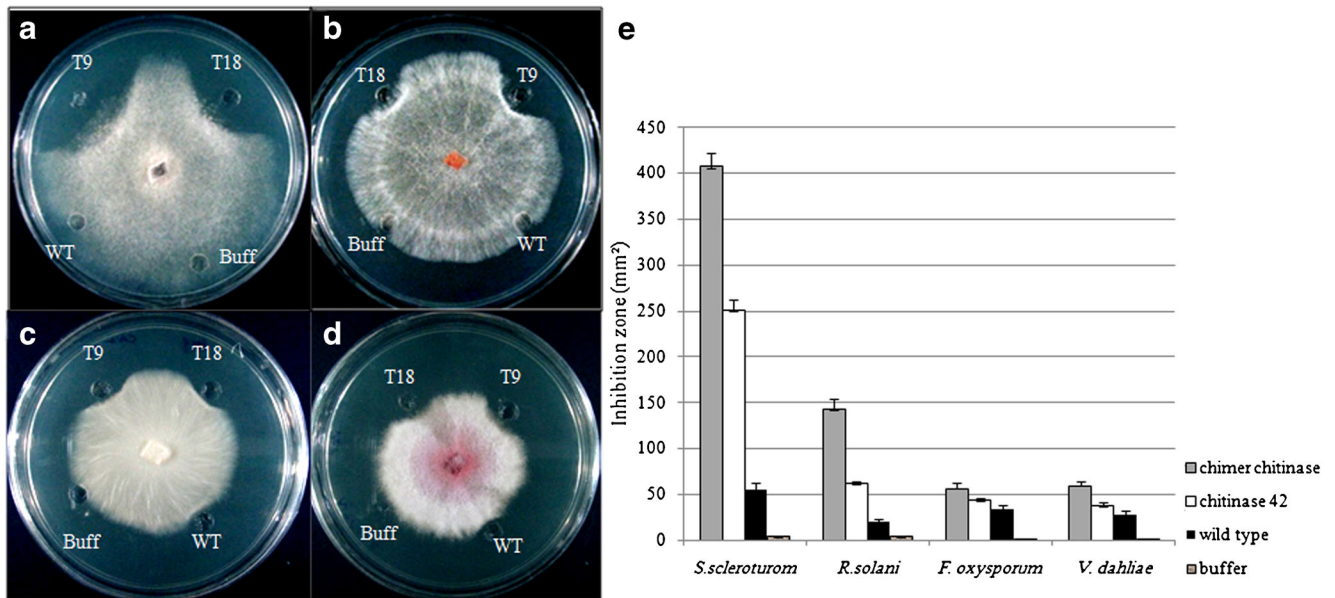 a
T9
T18
WT
Buff
b
T18
T9
Buff
WT
c
T9
T18
Buff
WT
d
T18
T9
Buff
WT
e
Inhibition zone (mm²)
450
400
350
300
250
200
150
100
50
0
S.scleroturom
R.solani
F. oxysporum
V. dahliae
chimer chitinase
chitinase 42
wild type
buffer